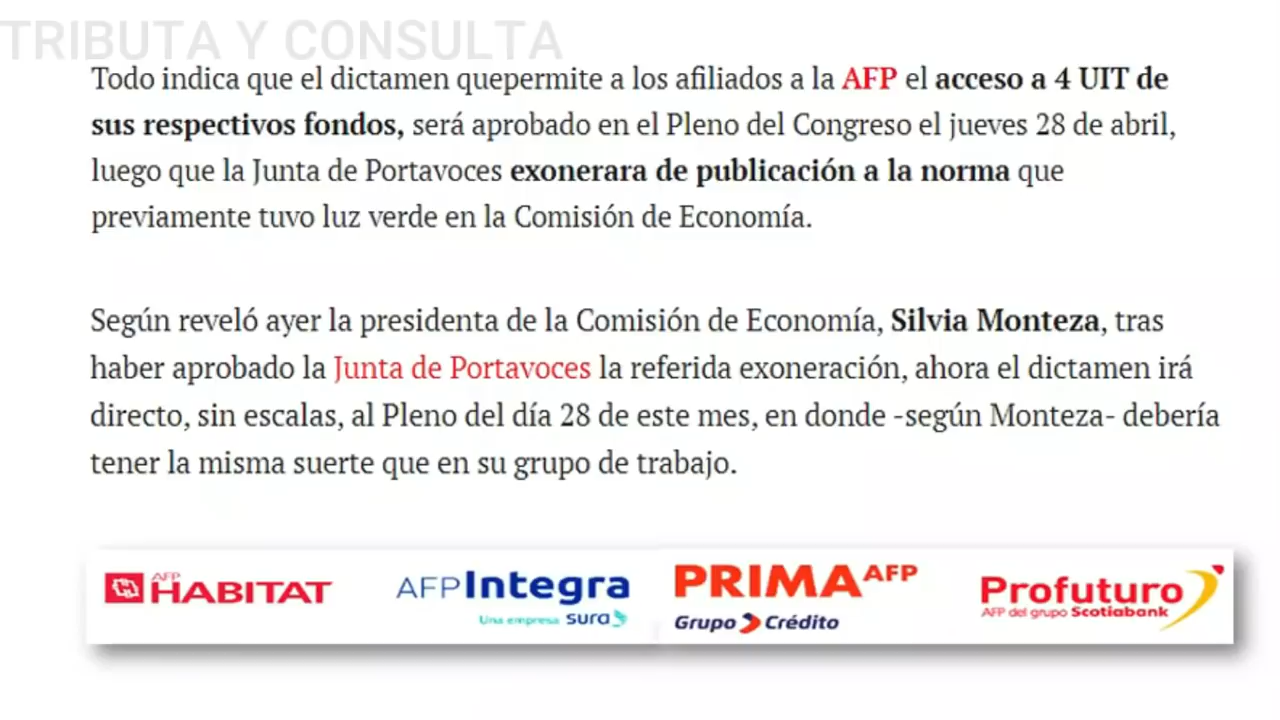 TRIBUTA Y CONSULTA
Todo indica que el dictamen quepermite a los afiliados a la AFP el acceso a 4 UIT de
sus respectivos fondos, será aprobado en el Pleno del Congreso el jueves 28 de abril,
luego que la Junta de Portavoces exonerara de publicación a la norma que
previamente tuvo luz verde en la Comisión de Economía.
Según reveló ayer la presidenta de la Comisión de Economía, Silvia Monteza, tras
haber aprobado la Junta de Portavoces la referida exoneración, ahora el dictamen irá
directo, sin escalas, al Pleno del día 28 de este mes, en donde -según Monteza- debería
tener la misma suerte que en su grupo de trabajo.
AFP
HABITAT
AFPIntegra
Una empresa sura
PRIMA AFP
Grupo Crédito
Profuturo
AFP del grupo Scotiabank